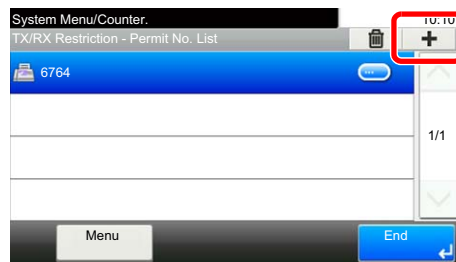 System Menu/Counter.
10:10
TX/RX Restriction - Permit No. List
6764
1/1
Menu
End